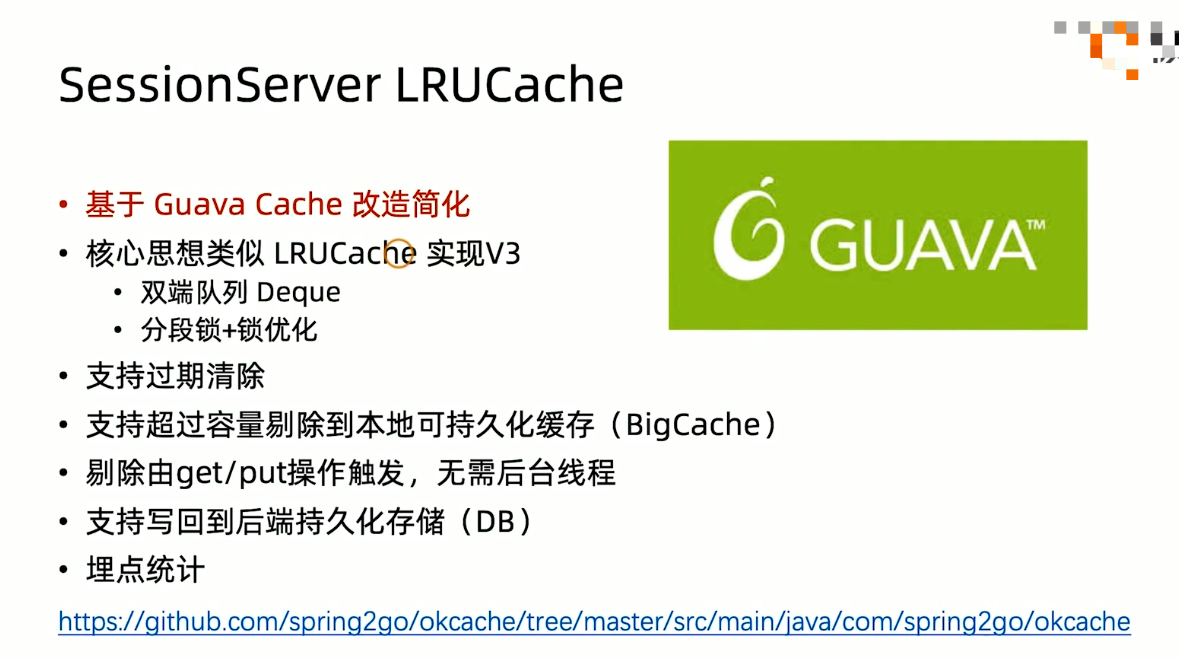 SessionServer LRUCache
• 基于 Guava Cache 改造简化
• 核心思想类似 LRUCache 实现V3
• 双端队列 Deque
• 分段锁+锁优化
• 支持过期清除
• 支持超过容量剔除到本地可持久化缓存（BigCache）
• 剔除由get/put操作触发，无需后台线程
• 支持写回到后端持久化存储（DB）
• 埋点统计
GUAVA™
https://github.com/spring2go/okcache/tree/master/src/main/java/com/spring2go/okcache